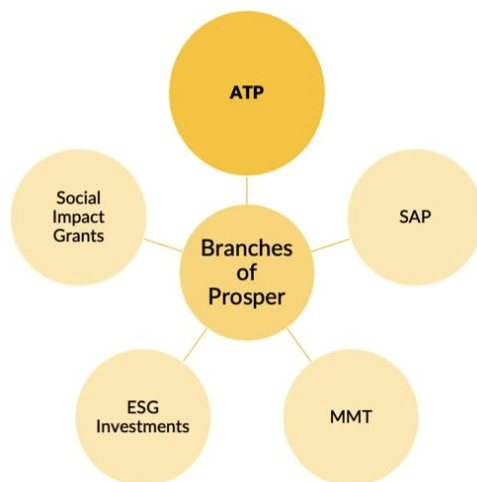 ATP
Social
Impact
Grants
SAP
Branches
of
Prosper
ESG
Investments
MMT